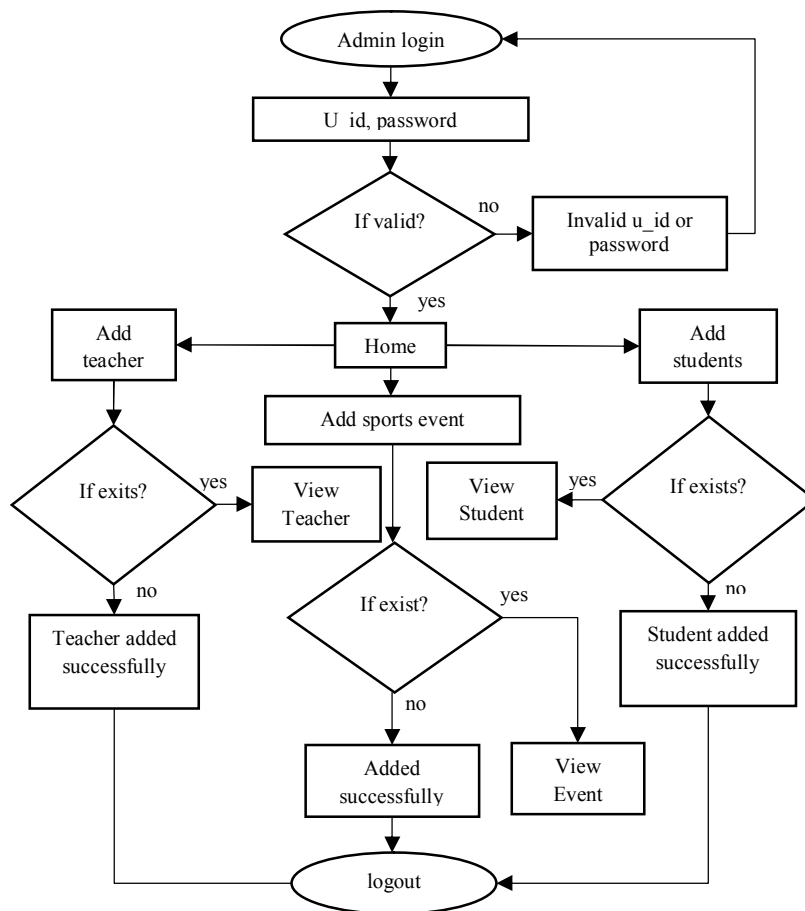 Admin login
U_id, password
If valid?
no
Invalid u_id or
password
yes
Add
teacher
Home
Add
students
Add sports event
If exits?
yes
View
Teacher
View
Student
yes
If exists?
no
If exist?
yes
no
Teacher added
successfully
Student added
successfully
no
Added
successfully
View
Event
logout